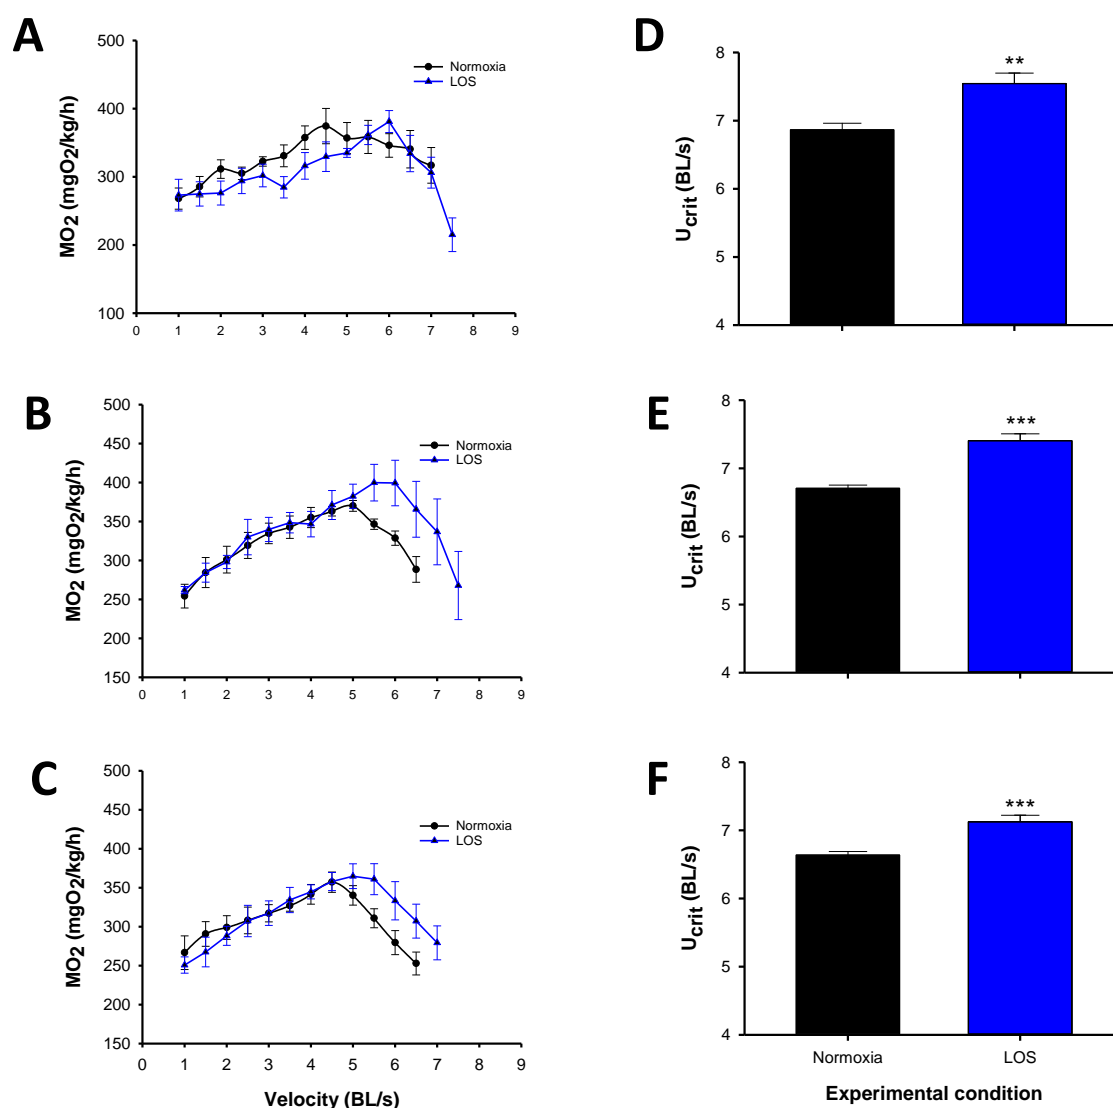 A
MO2 (mgO2/kg/h)
500
400
300
200
100
Normoxia
LOS
0 1 2 3 4 5 6 7 8 9
D
Ucrit (BL/s)
8
7
6
5
4
**
B
MO2 (mgO2/kg/h)
500
450
400
350
300
250
200
150
Normoxia
LOS
0 1 2 3 4 5 6 7 8 9
E
Ucrit (BL/s)
8
7
6
5
4
***
C
MO2 (mgO2/kg/h)
500
450
400
350
300
250
200
150
Normoxia
LOS
0 1 2 3 4 5 6 7 8 9
Velocity (BL/s)
F
Ucrit (BL/s)
8
7
6
5
4
***
Normoxia LOS
Experimental condition